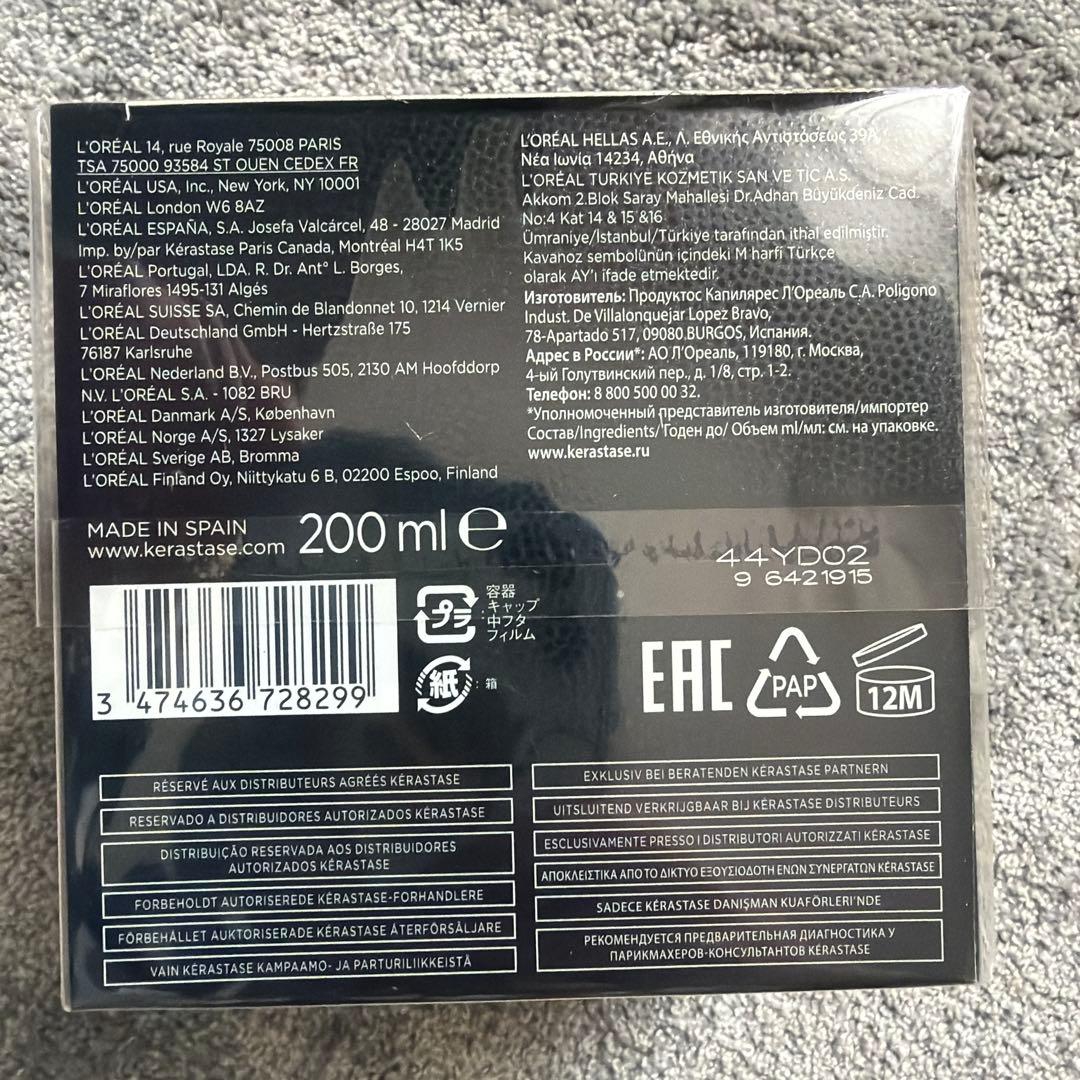 L'ORÉAL 14, rue Royale 75008 PARIS
TSA 75000 93584 ST OUEN CEDEX FR
L'ORÉAL USA, Inc., New York, NY 10001
L'ORÉAL London W6 8AZ
L'ORÉAL ESPAÑA, S.A. Josefa Valcárcel, 48 - 28027 Madrid
Imp. by/par Kérastase Paris Canada, Montréal H4T 1K5
L'ORÉAL Portugal, LDA. R. Dr. Antº L. Borges,
7 Miraflores 1495-131 Algés
L'ORÉAL SUISSE SA, Chemin de Blandonnet 10, 1214 Vernier
L'ORÉAL Deutschland GmbH - Hertzstraße 175
76187 Karlsruhe
L'ORÉAL Nederland B.V., Postbus 505, 2130 AM Hoofddorp
N.V. L'ORÉAL S.A. - 1082 BRU
L'ORÉAL Danmark A/S, København
L'ORÉAL Norge A/S, 1327 Lysaker
L'ORÉAL Sverige AB, Bromma
L'ORÉAL Finland Oy, Niittykatu 6 B, 02200 Espoo, Finland
L'ORÉAL HELLAS A.E., Λ. Εθνικής Αντιστάσεως 39A
Νέα Ιωνία 14234, Αθήνα
L'ORÉAL TURKIYE KOZMETIK SAN VE TİC A.S.
Akkom 2.Blok Saray Mahallesi Dr.Adnan Büyükdeniz Cad.
No:4 Kat 14 & 15 &16
Ümraniye/İstanbul/Türkiye tarafından ithal edilmiştir.
Kavanoz sembolünün içindeki M harfi Türkçe
olarak AY'ı ifade etmektedir.
Изготовитель: Продуктос Капилярес Л'Ореаль С.А. Poligono
Indust. De Villalonquejar Lopez Bravo,
78-Apartado 517, 09080 BURGOS, Испания.
Адрес в России*: АО Л'Ореаль, 119180, г. Москва,
4-ый Голутвинский пер., д. 1/8, стр. 1-2.
Телефон: 8 800 500 00 32.
*Уполномоченный представитель изготовителя/импортер
Состав/Ingredients/ Годен до/ Объем ml/мл: см. на упаковке.
www.kerastase.ru
MADE IN SPAIN
www.kerastase.com
200 ml e
44YD02
9 6421915
3 474636 728299
プラ
: 容器
キャップ
中フタ
フィルム
紙 : 箱
EAC
PAP
12M
RÉSERVÉ AUX DISTRIBUTEURS AGRÉÉS KÉRASTASE
RESERVADO A DISTRIBUIDORES AUTORIZADOS KÉRASTASE
DISTRIBUIÇÃO RESERVADA AOS DISTRIBUIDORES
AUTORIZADOS KÉRASTASE
FORBEHOLDT AUTORISEREDE KÉRASTASE-FORHANDLERE
FÖRBEHÅLLET AUKTORISERADE KÉRASTASE ÅTERFÖRSÄLJARE
VAIN KÉRASTASE KAMPAAMO- JA PARTURILIIKKEISTÄ
EXKLUSIV BEI BERATENDEN KÉRASTASE PARTNERN
UITSLUITEND VERKRIJGBAAR BIJ KÉRASTASE DISTRIBUTEURS
ESCLUSIVAMENTE PRESSO I DISTRIBUTORI AUTORIZZATI KÉRASTASE
ΑΠΟΚΛΕΙΣΤΙΚΑ ΑΠΟ ΤΟ ΔΙΚΤΥΟ ΕΞΟΥΣΙΟΔΟΤΗΜΕΝΩΝ ΣΥΝΕΡΓΑΤΩΝ KÉRASTASE
SADECE KÉRASTASE DANIŞMAN KUAFÖRLERİ'NDE
РЕКОМЕНДУЕТСЯ ПРЕДВАРИТЕЛЬНАЯ ДИАГНОСТИКА У
ПАРИКМАХЕРОВ-КОНСУЛЬТАНТОВ KÉRASTASE